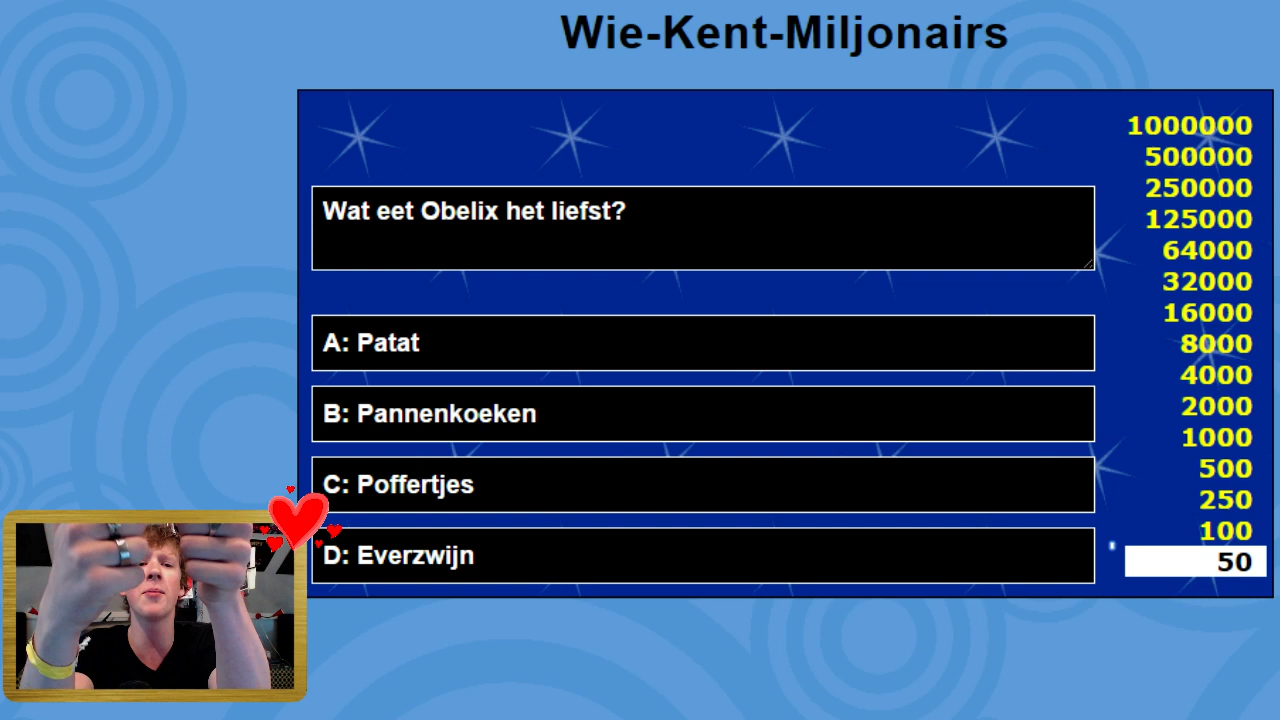 Wie-Kent-Miljonairs
Wat eet Obelix het liefst?
A: Patat
B: Pannenkoeken
C: Poffertjes
D: Everzwijn
1000000
500000
250000
125000
64000
32000
16000
8000
4000
2000
1000
500
250
100
50